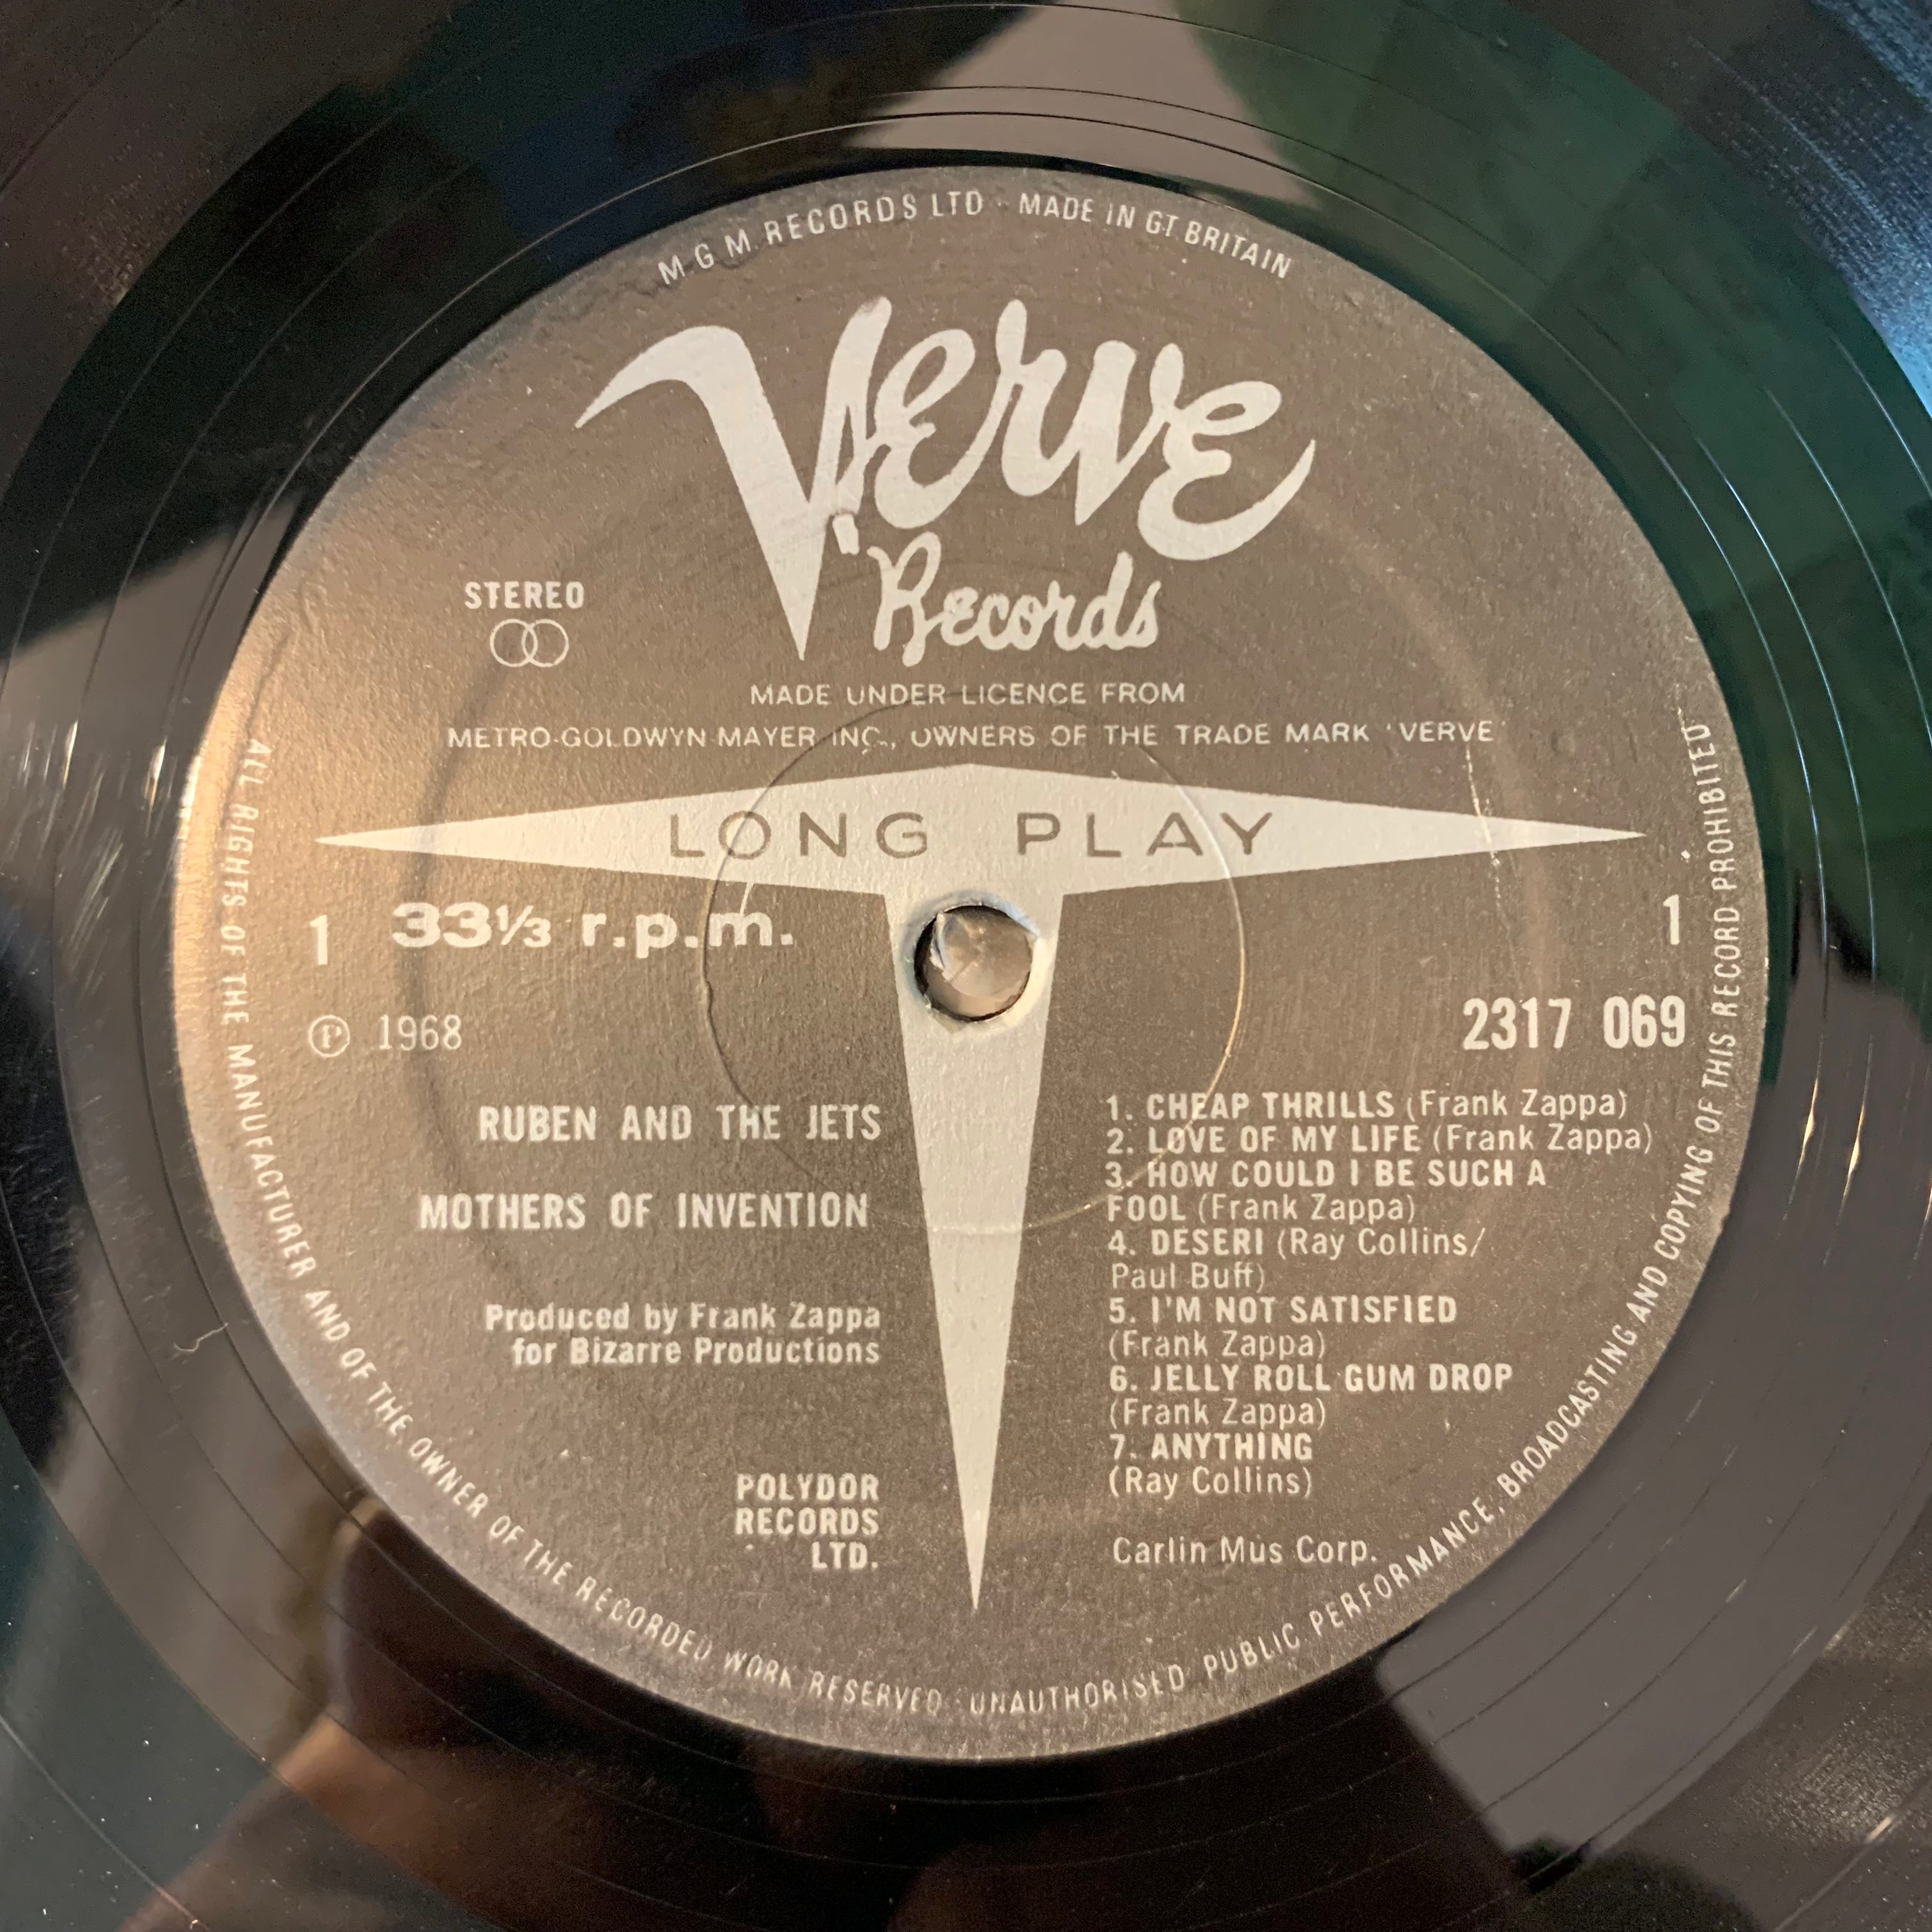 M G M RECORDS LTD · MADE IN GT. BRITAIN
Verve
Records
STEREO
MADE UNDER LICENCE FROM
METRO-GOLDWYN-MAYER INC., OWNERS OF THE TRADE MARK 'VERVE'
LONG PLAY
1 33⅓ r.p.m.
1
℗ 1968
2317 069
RUBEN AND THE JETS
MOTHERS OF INVENTION
Produced by Frank Zappa
for Bizarre Productions
POLYDOR
RECORDS
LTD.
1. CHEAP THRILLS (Frank Zappa)
2. LOVE OF MY LIFE (Frank Zappa)
3. HOW COULD I BE SUCH A
FOOL (Frank Zappa)
4. DESERI (Ray Collins/
Paul Buff)
5. I'M NOT SATISFIED
(Frank Zappa)
6. JELLY ROLL GUM DROP
(Frank Zappa)
7. ANYTHING
(Ray Collins)
Carlin Mus Corp.
ALL RIGHTS OF THE MANUFACTURER AND OF THE OWNER OF THE RECORDED WORK RESERVED · UNAUTHORISED PUBLIC PERFORMANCE, BROADCASTING AND COPYING OF THIS RECORD PROHIBITED